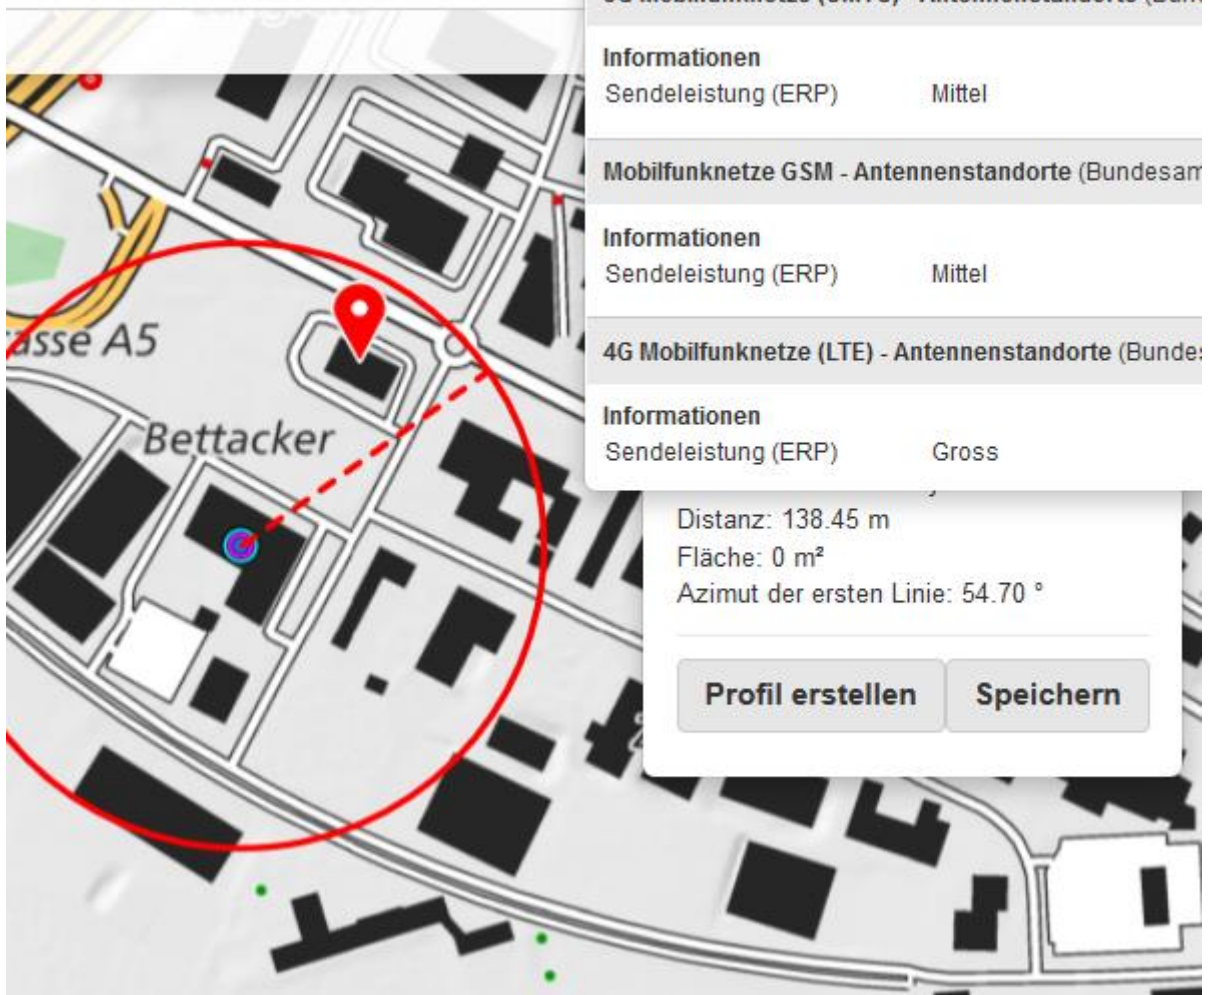 Informationen
Sendeleistung (ERP) Mittel
Mobilfunknetze GSM - Antennenstandorte (Bundesam
Informationen
Sendeleistung (ERP) Mittel
4G Mobilfunknetze (LTE) - Antennenstandorte (Bunde
Informationen
Sendeleistung (ERP) Gross
asse A5
Bettacker
Distanz: 138.45 m
Fläche: 0 m²
Azimut der ersten Linie: 54.70 °
Profil erstellen Speichern